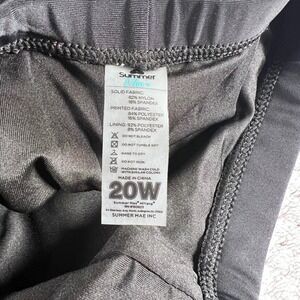 Summer
SOLID FABRIC:
82% NYLON
18% SPANDEX
PRINTED FABRIC:
84% POLYESTER
16% SPANDEX
LINING: 92% POLYESTER
8% SPANDEX
DO NOT BLEACH
DO NOT TUMBLE DRY
HANG TO DRY
DO NOT IRON
MACHINE WASH COLD
WITH SIMILAR COLORS
MADE IN CHINA
20W
SUMMER MAE INC